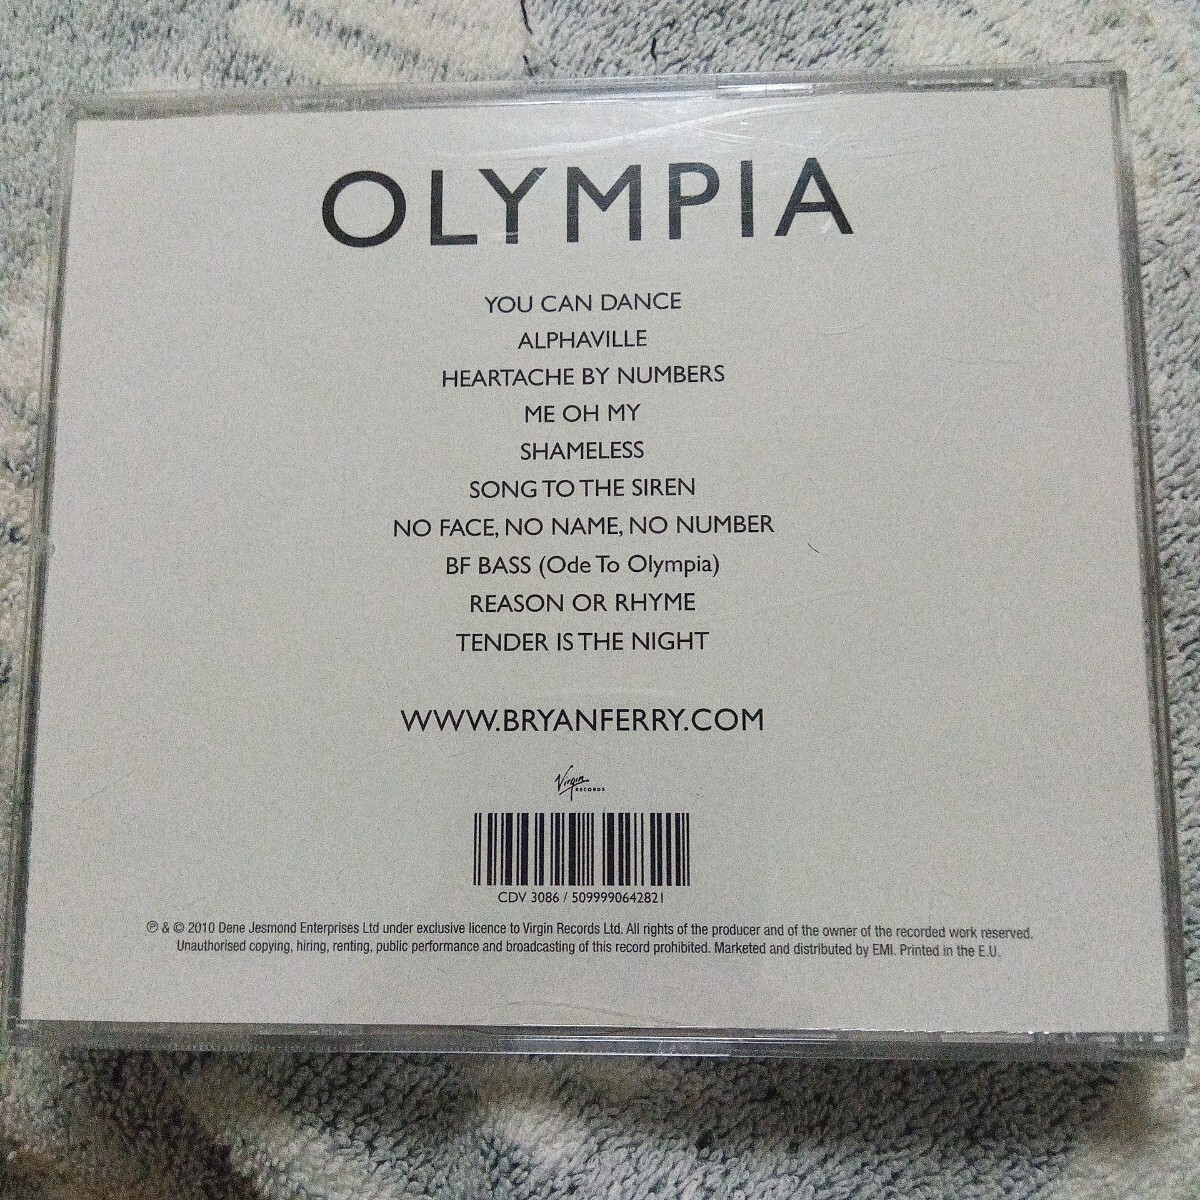 OLYMPIA
YOU CAN DANCE
ALPHAVILLE
HEARTACHE BY NUMBERS
ME OH MY
SHAMELESS
SONG TO THE SIREN
NO FACE, NO NAME, NO NUMBER
BF BASS (Ode To Olympia)
REASON OR RHYME
TENDER IS THE NIGHT
WWW.BRYANFERRY.COM
Virgin
RECORDS
CDV 3086 / 5099990642821
℗ & © 2010 Dene Jesmond Enterprises Ltd under exclusive licence to Virgin Records Ltd. All rights of the producer and of the owner of the recorded work reserved.
Unauthorised copying, hiring, renting, public performance and broadcasting of this record prohibited. Marketed and distributed by EMI. Printed in the E.U.